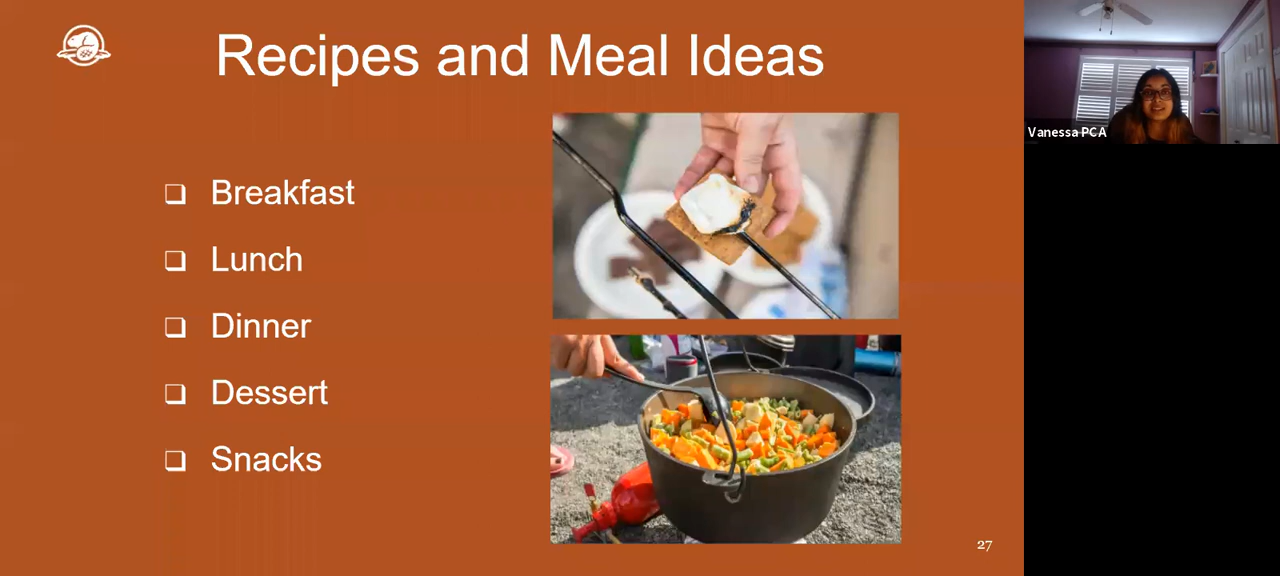 Recipes and Meal Ideas
Breakfast
Lunch
Dinner
Dessert
Snacks
27
Vanessa PCA